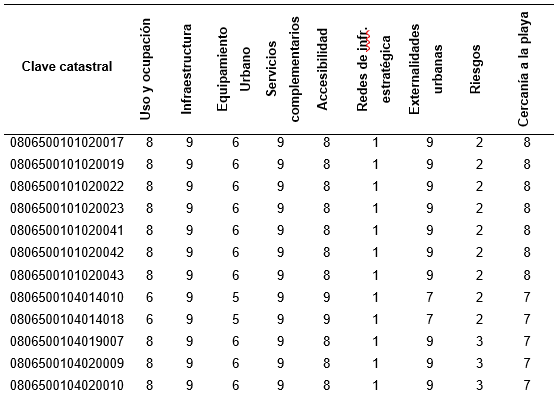 Clave catastral Uso y ocupación Infraestructura Equipamiento Urbano Servicios complementarios Accesibilidad Redes de infr. estratégica Externalidades urbanas Riesgos Cercanía a la playa
0806500101020017 8 9 6 9 8 1 9 2 8
0806500101020019 8 9 6 9 8 1 9 2 8
0806500101020022 8 9 6 9 8 1 9 2 8
0806500101020023 8 9 6 9 8 1 9 2 8
0806500101020041 8 9 6 9 8 1 9 2 8
0806500101020042 8 9 6 9 8 1 9 2 8
0806500101020043 8 9 6 9 8 1 9 2 8
0806500104014010 6 9 5 9 9 1 7 2 7
0806500104014018 6 9 5 9 9 1 7 2 7
0806500104019007 8 9 6 9 8 1 9 3 7
0806500104020009 8 9 6 9 8 1 9 3 7
0806500104020010 8 9 6 9 8 1 9 3 7